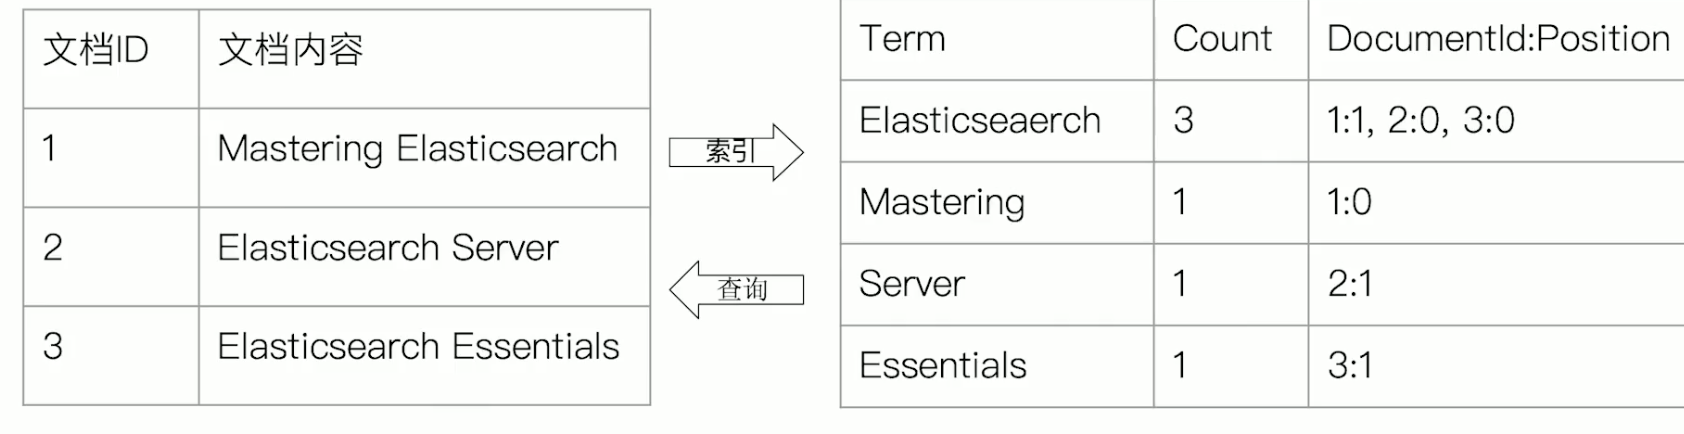 文档ID 文档内容
1 Mastering Elasticsearch
2 Elasticsearch Server
3 Elasticsearch Essentials
索引
查询
Term Count DocumentId:Position
Elasticseaerch 3 1:1, 2:0, 3:0
Mastering 1 1:0
Server 1 2:1
Essentials 1 3:1